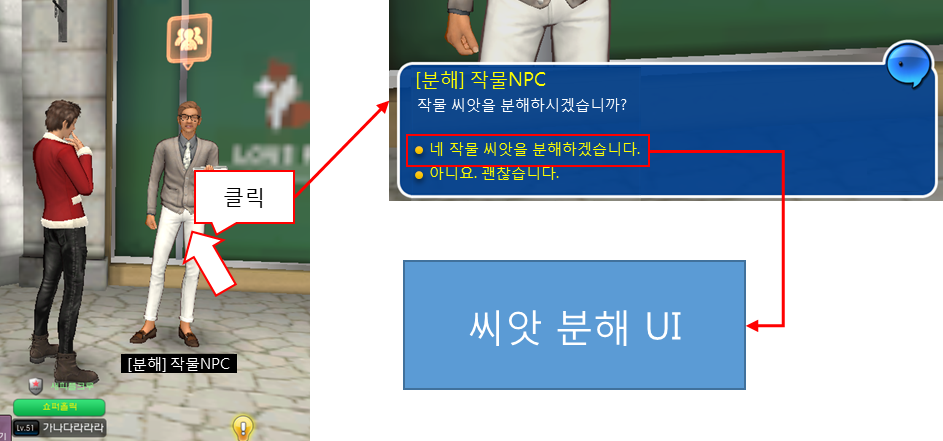 클릭
[분해] 작물NPC
쇼퍼홀릭
Lv.51 가나다라라라
기
[분해] 작물NPC
작물 씨앗을 분해하시겠습니까?
네 작물 씨앗을 분해하겠습니다.
아니요. 괜찮습니다.
씨앗 분해 UI